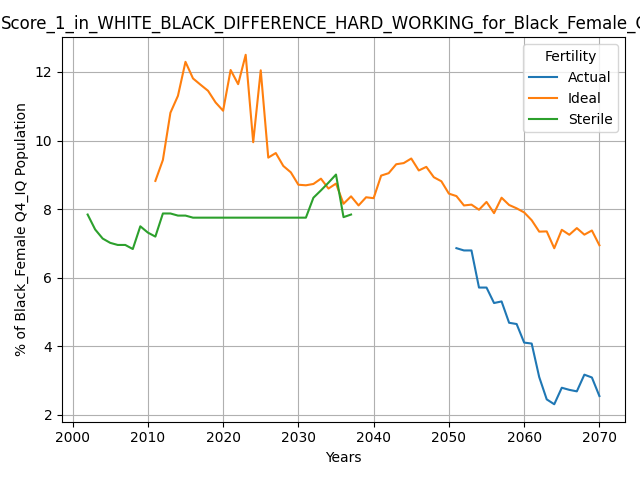 Score_1_in_WHITE_BLACK_DIFFERENCE_HARD_WORKING_for_Black_Female_
Fertility
Actual
Ideal
Sterile
% of Black_Female Q4_IQ Population
12
10
8
6
4
2
2000 2010 2020 2030 2040 2050 2060 2070
Years